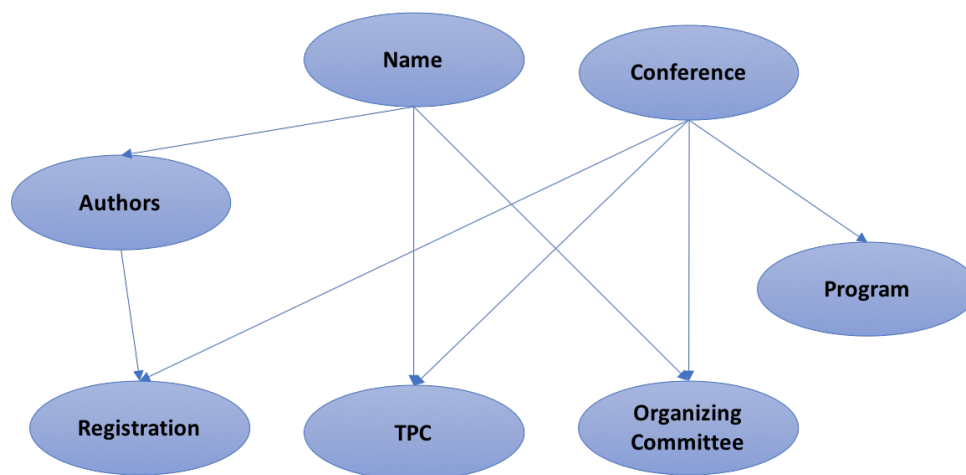 Name
Conference
Authors
Program
Registration
TPC
Organizing
Committee